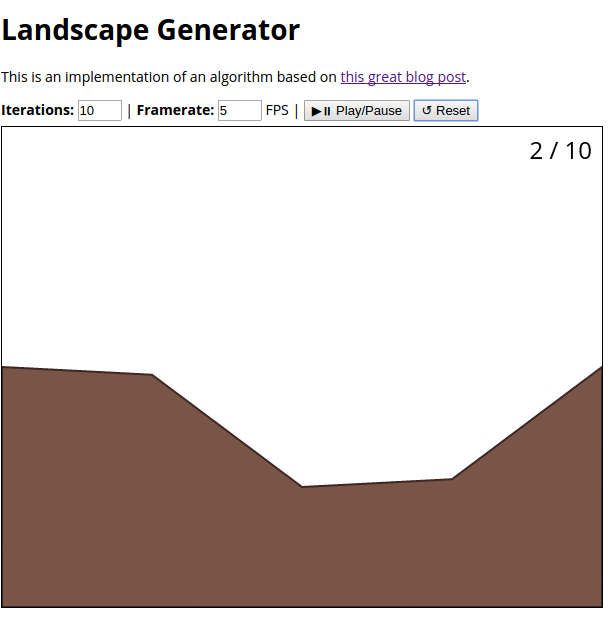 Landscape Generator
This is an implementation of an algorithm based on this great blog post.
Iterations: 10 | Framerate: 5 FPS | ▶⏸ Play/Pause ↺ Reset
2 / 10